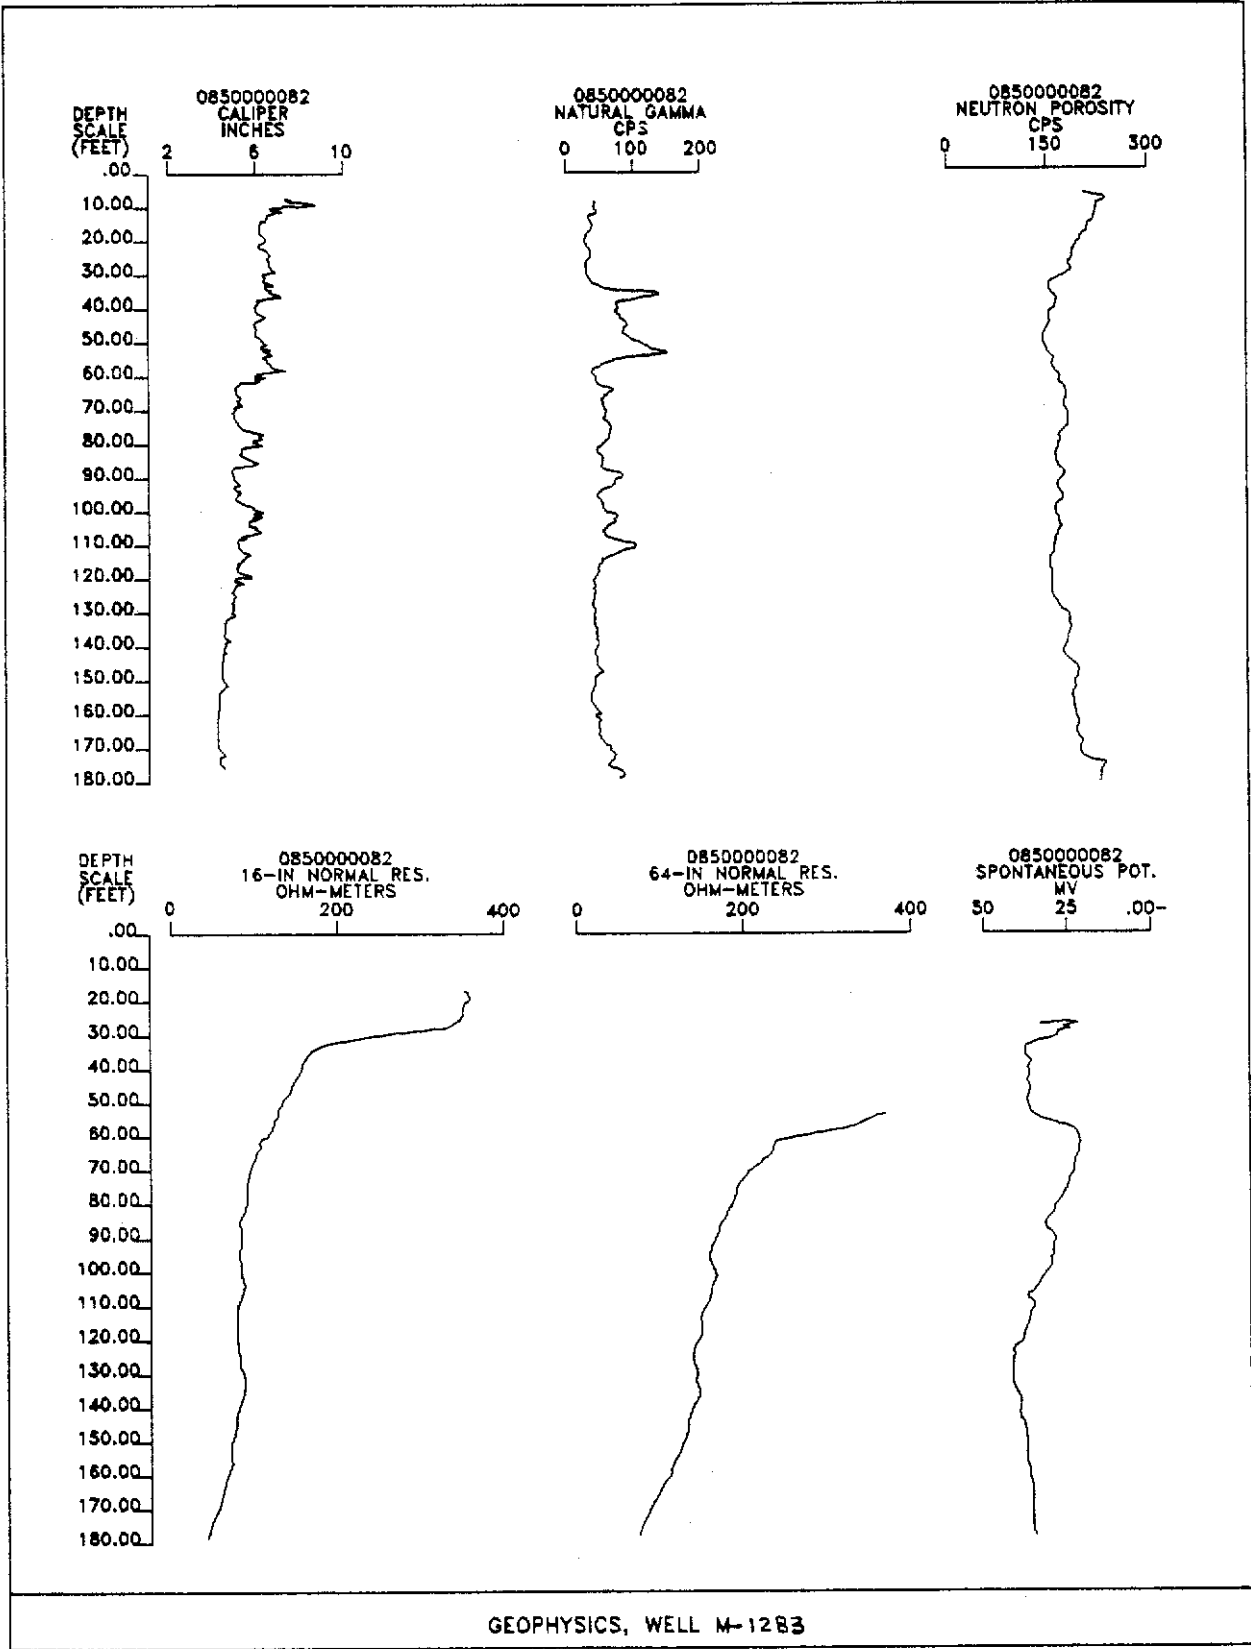 0850000082
CALIPER
INCHES
2 6 10
0850000082
NATURAL GAMMA
CPS
0 100 200
0850000082
NEUTRON POROSITY
CPS
0 150 300
DEPTH
SCALE
(FEET)
.00
10.00
20.00
30.00
40.00
50.00
60.00
70.00
80.00
90.00
100.00
110.00
120.00
130.00
140.00
150.00
160.00
170.00
180.00
DEPTH
SCALE
(FEET)
0850000082
16-IN NORMAL RES.
OHM-METERS
0 200 400
0850000082
64-IN NORMAL RES.
OHM-METERS
0 200 400
0850000082
SPONTANEOUS POT.
MV
50 25 .00-
.00
10.00
20.00
30.00
40.00
50.00
60.00
70.00
80.00
90.00
100.00
110.00
120.00
130.00
140.00
150.00
160.00
170.00
180.00
GEOPHYSICS, WELL M-1283